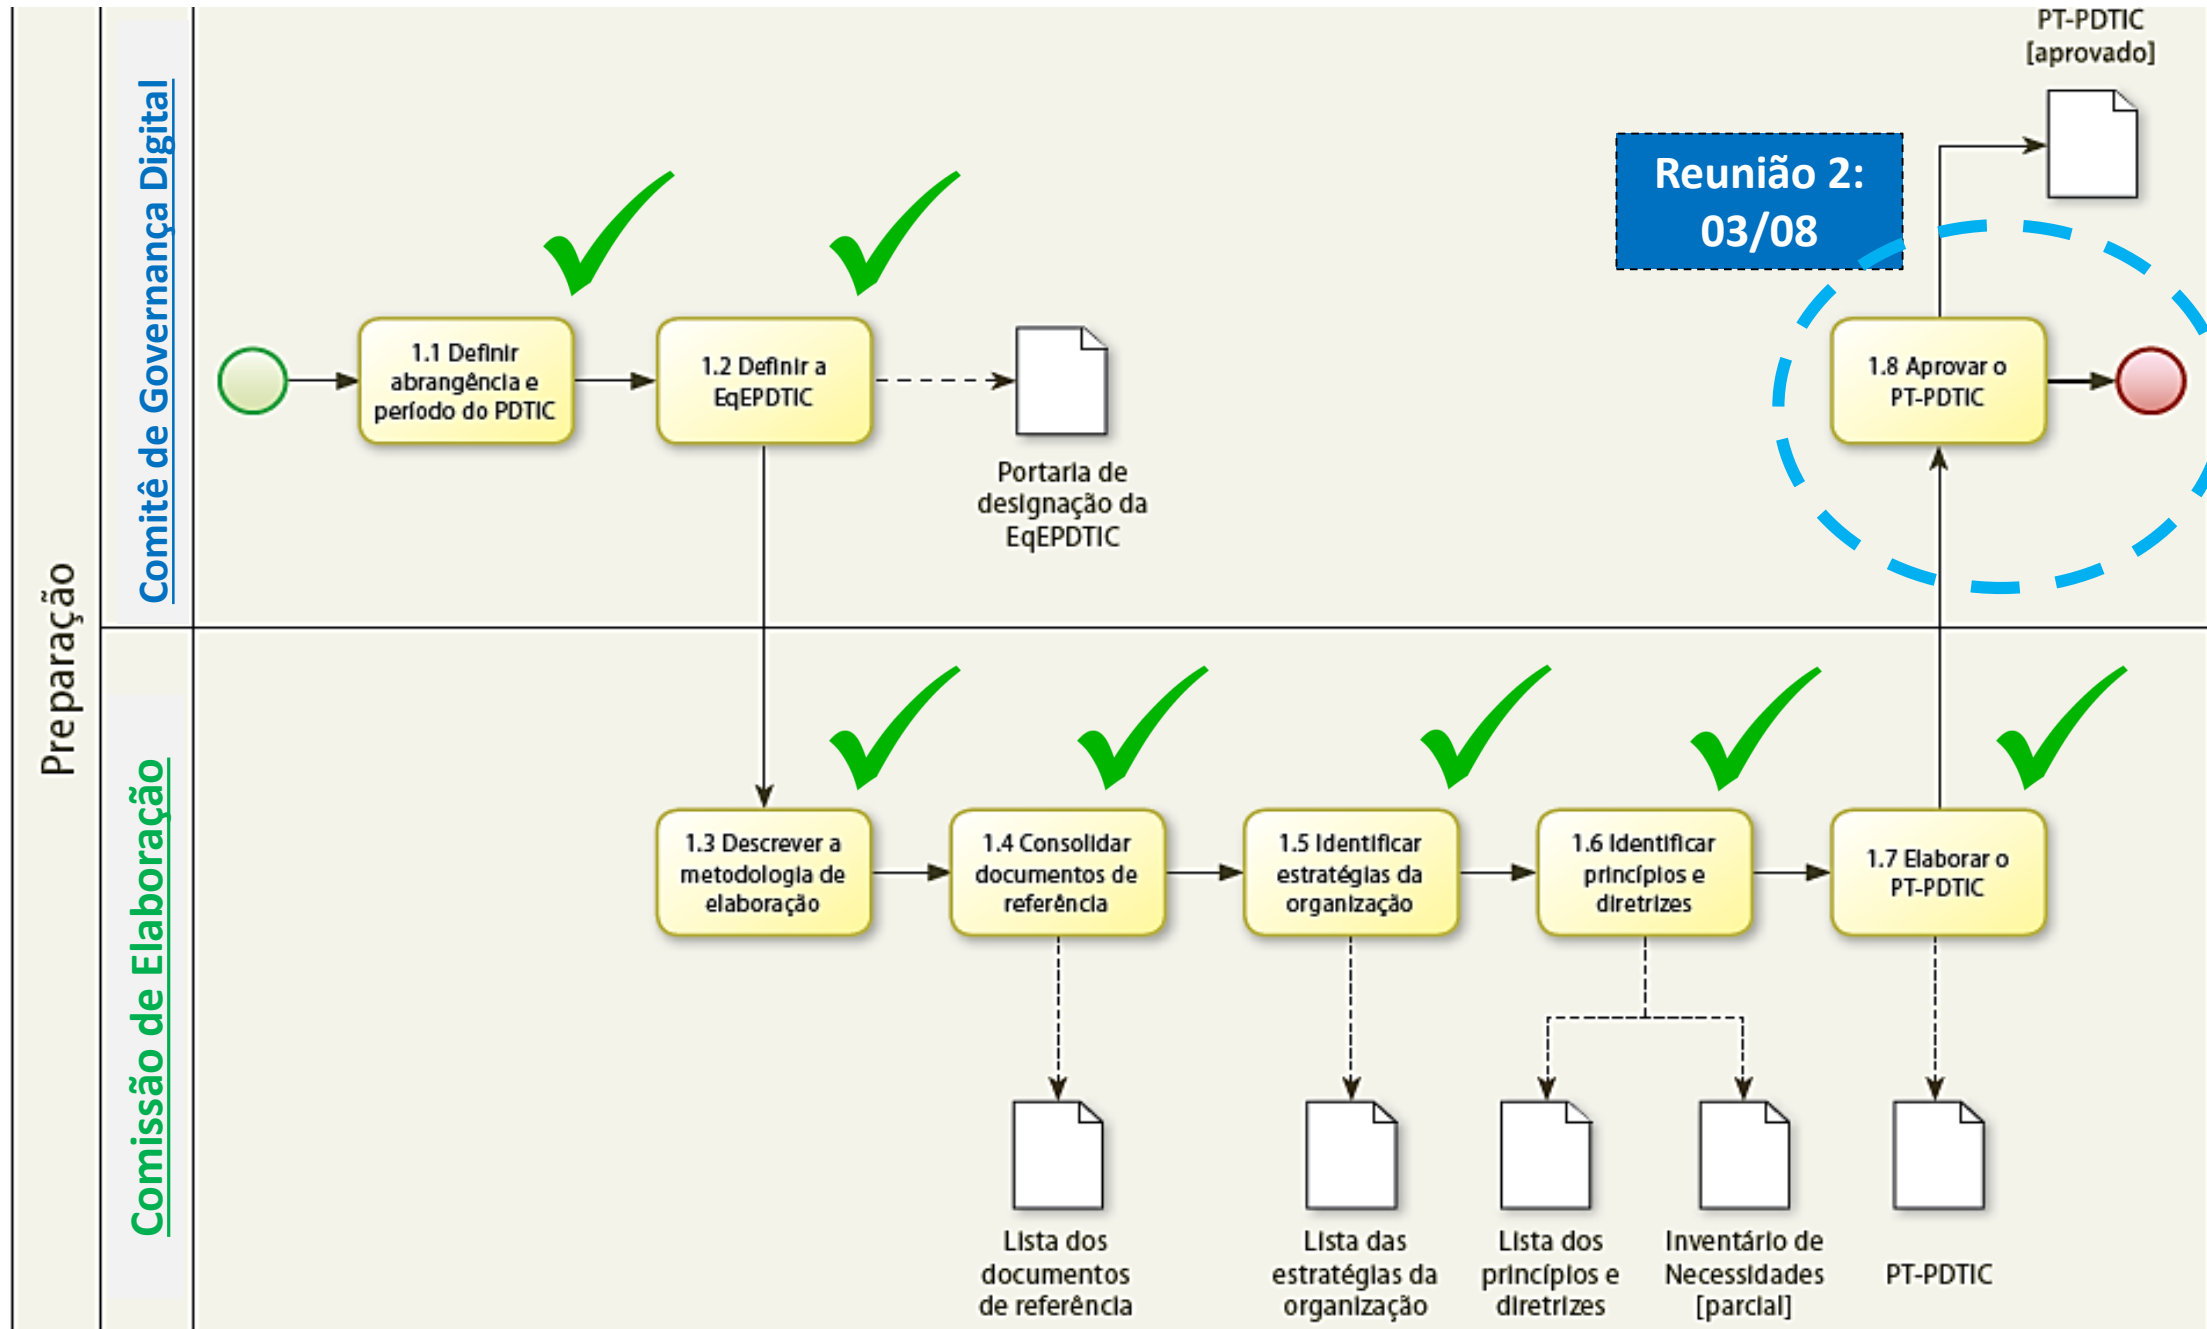 Preparação
Comitê de Governança Digital
PT-PDTIC
[aprovado]
Reunião 2:
03/08
1.1 Definir
abrangência e
período do PDTIC
1.2 Definir a
EqEPDTIC
Portaria de
designação da
EqEPDTIC
1.8 Aprovar o
PT-PDTIC
Comissão de Elaboração
1.3 Descrever a
metodologia de
elaboração
1.4 Consolidar
documentos de
referência
1.5 Identificar
estratégias da
organização
1.6 Identificar
princípios e
diretrizes
1.7 Elaborar o
PT-PDTIC
Lista dos
documentos
de referência
Lista das
estratégias da
organização
Lista dos
princípios e
diretrizes
Inventário de
Necessidades
[parcial]
PT-PDTIC